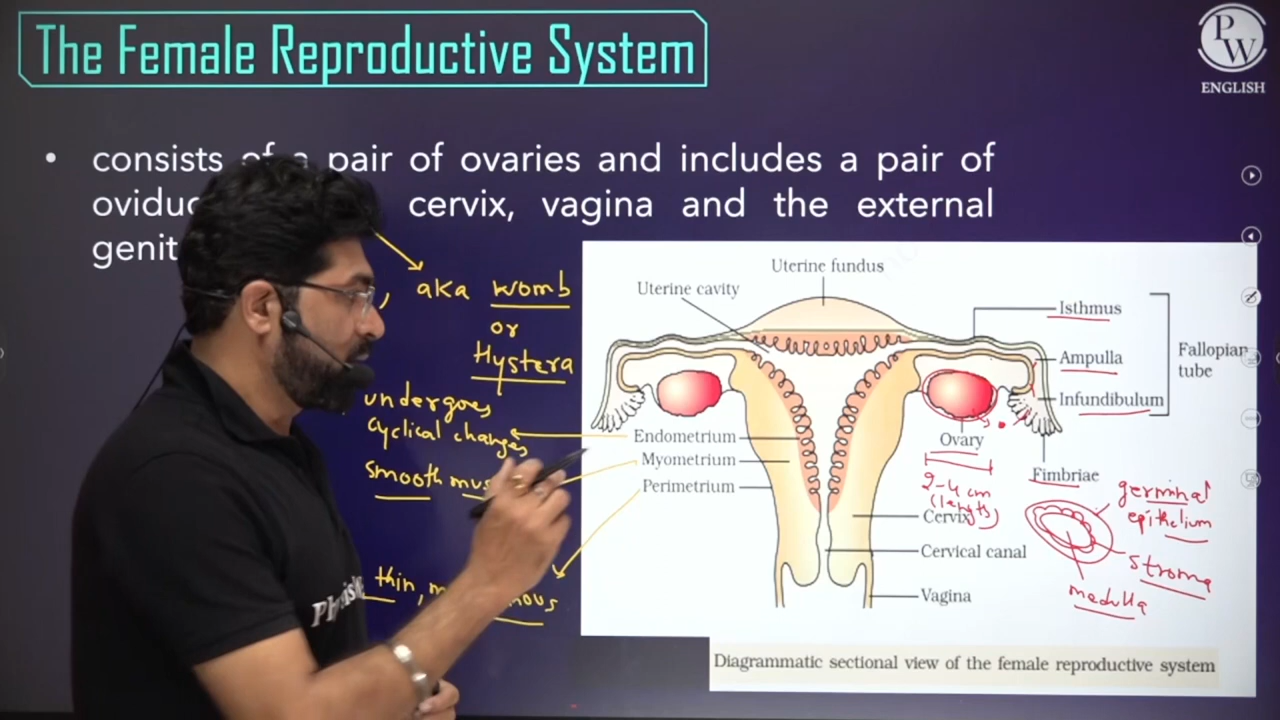 The Female Reproductive System
PW
ENGLISH
• consists of a pair of ovaries and includes a pair of
cervix, vagina and the external
, aka womb
or
Hystera
undergoes
cyclical changes
smooth
thin,
Uterine fundus
Uterine cavity
Isthmus
Ampulla
Infundibulum
Fallopian
tube
Endometrium
Myometrium
Perimetrium
Ovary
2-4 cm
(length)
Fimbriae
Cervix
Cervical canal
Vagina
germinal
epithelium
stroma
medulla
Diagrammatic sectional view of the female reproductive system